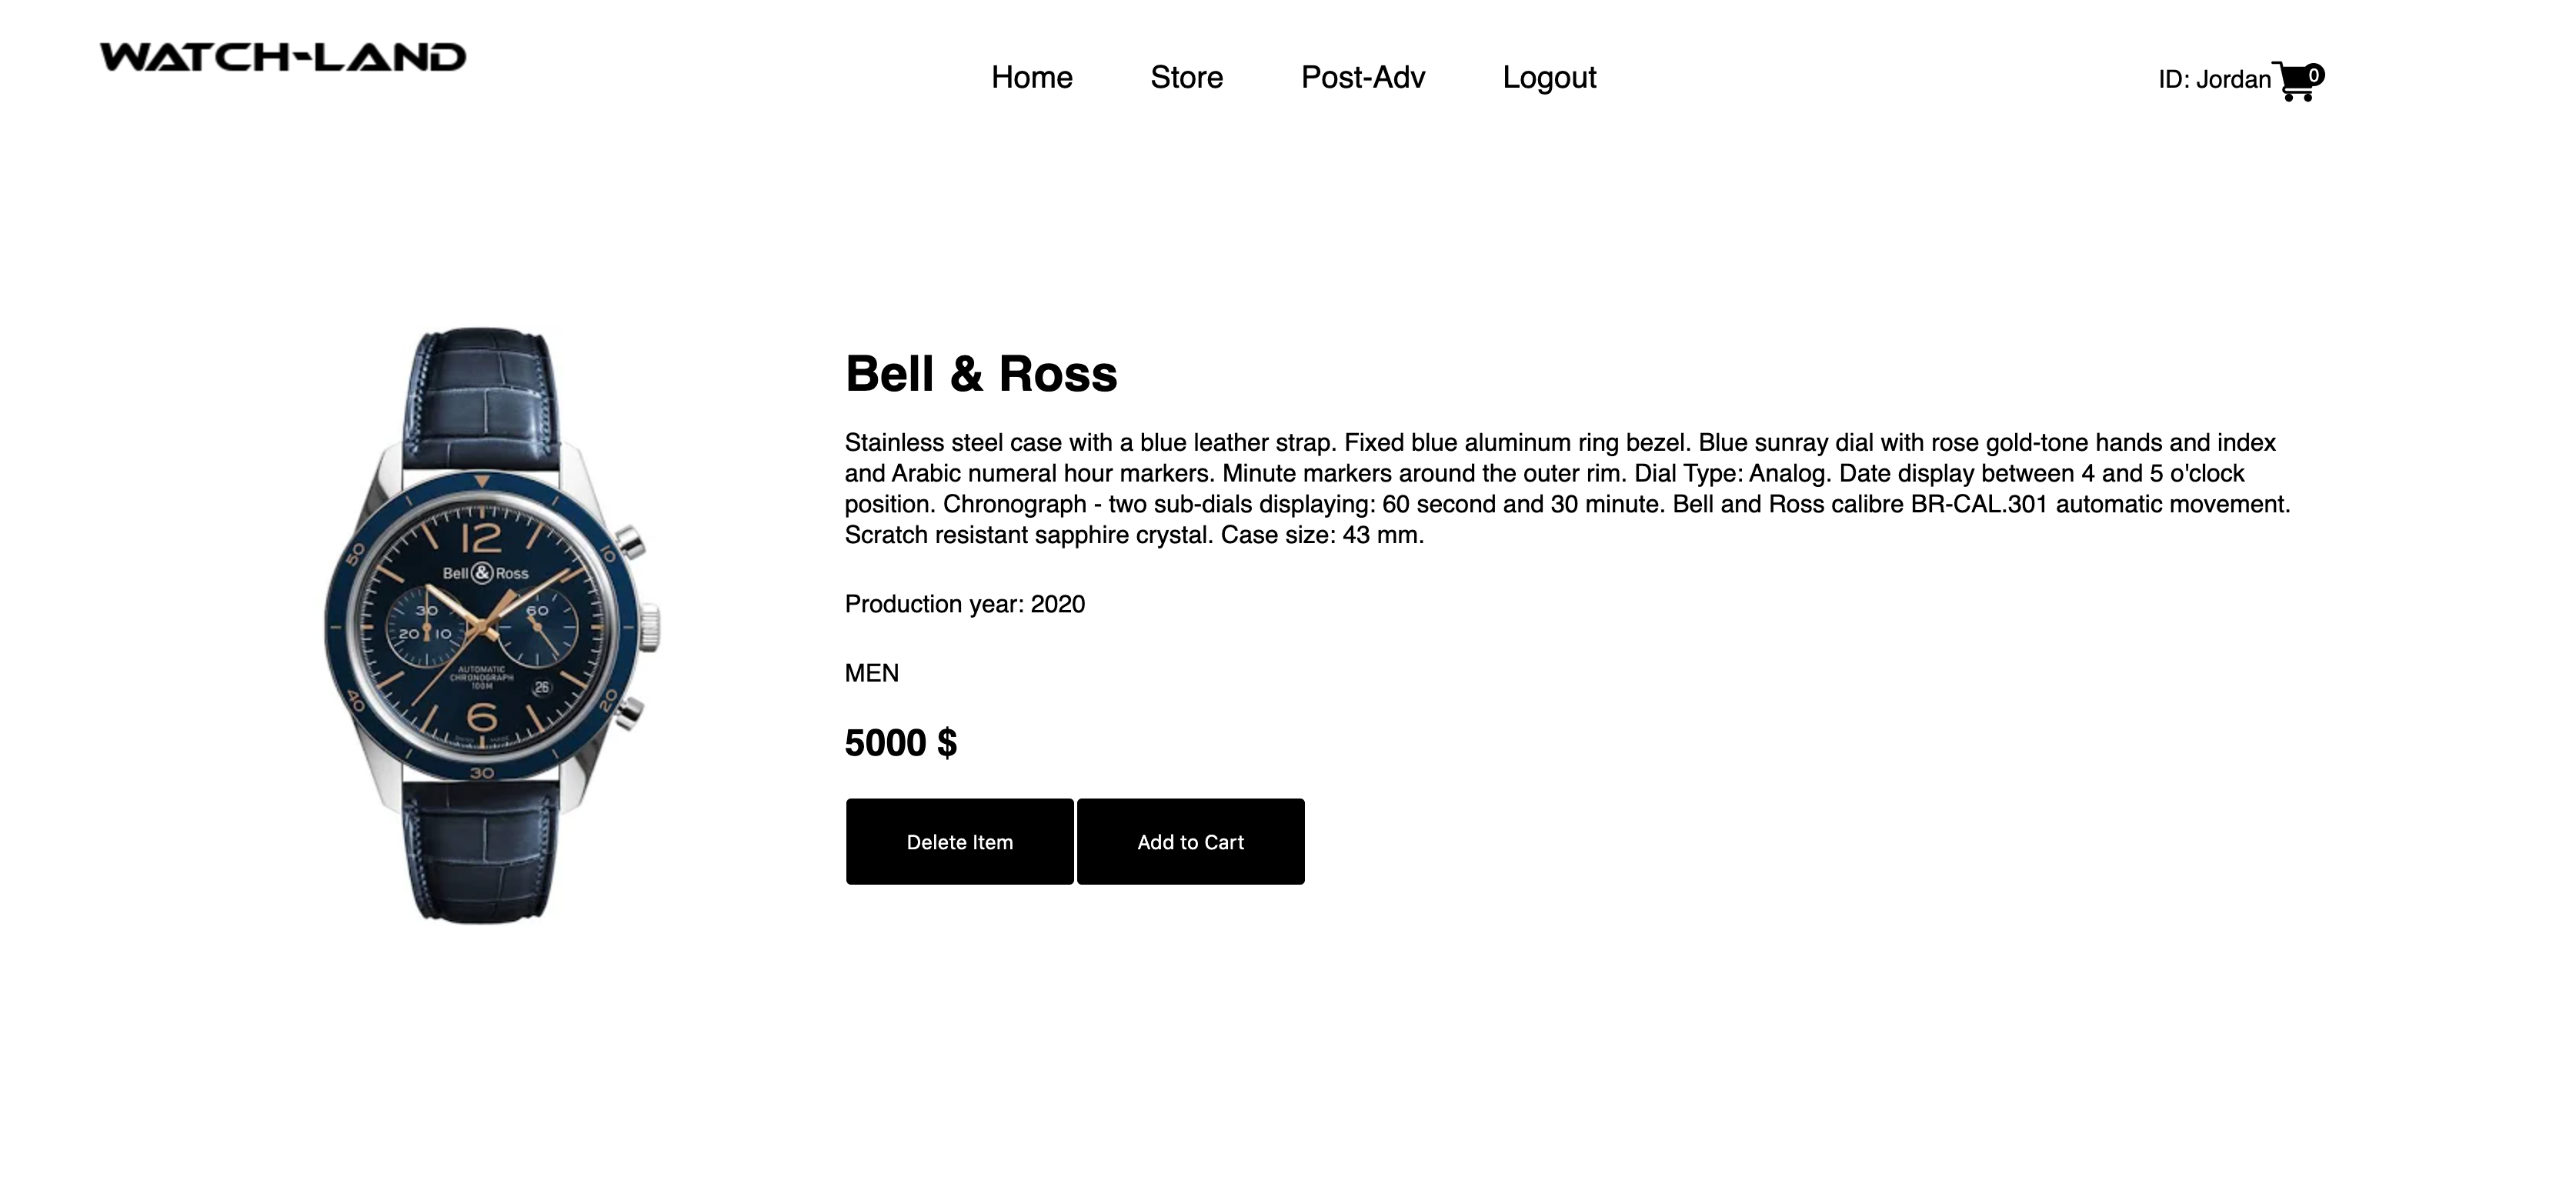 WATCH-LAND
Home Store Post-Adv Logout
ID: Jordan 0
Bell & Ross
Stainless steel case with a blue leather strap. Fixed blue aluminum ring bezel. Blue sunray dial with rose gold-tone hands and index
and Arabic numeral hour markers. Minute markers around the outer rim. Dial Type: Analog. Date display between 4 and 5 o'clock
position. Chronograph - two sub-dials displaying: 60 second and 30 minute. Bell and Ross calibre BR-CAL.301 automatic movement.
Scratch resistant sapphire crystal. Case size: 43 mm.
Production year: 2020
MEN
5000 $
Delete Item Add to Cart
12
50 10
Bell & Ross
30 60
20 10
AUTOMATIC
CHRONOGRAPH
100M
26
40 20
6
30